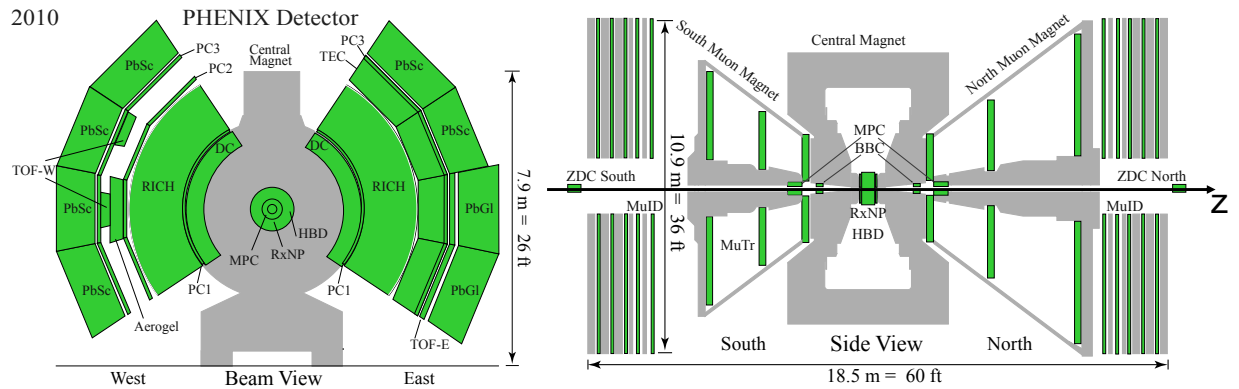 2010
PHENIX Detector
Central
Magnet
PC3
TEC
PC3
PC2
PbSc
PbSc
PbSc
PbSc
PbSc
PbSc
PbGl
PbGl
TOF-W
RICH
DC
DC
RICH
MPC
RxNP
HBD
PC1
PC1
Aerogel
TOF-E
7.9 m = 26 ft
West
Beam View
East
South Muon Magnet
Central Magnet
North Muon Magnet
10.9 m = 36 ft
MPC
BBC
ZDC South
ZDC North
Z
MuID
RxNP
HBD
MuID
MuTr
South
Side View
North
18.5 m = 60 ft